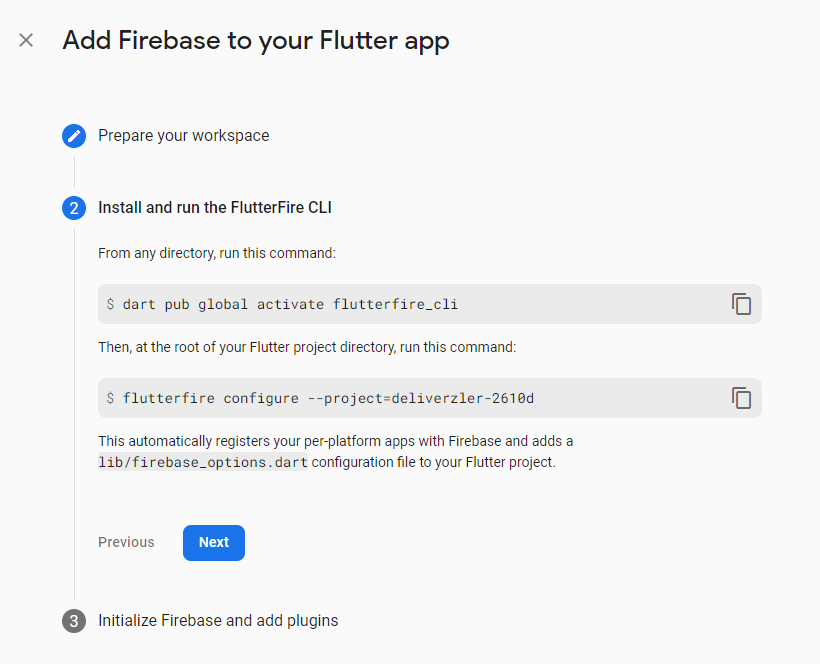 Add Firebase to your Flutter app
Prepare your workspace
2 Install and run the FlutterFire CLI
From any directory, run this command:
$ dart pub global activate flutterfire_cli
Then, at the root of your Flutter project directory, run this command:
$ flutterfire configure --project=deliverzler-2610d
This automatically registers your per-platform apps with Firebase and adds a
lib/firebase_options.dart configuration file to your Flutter project.
Previous Next
3 Initialize Firebase and add plugins